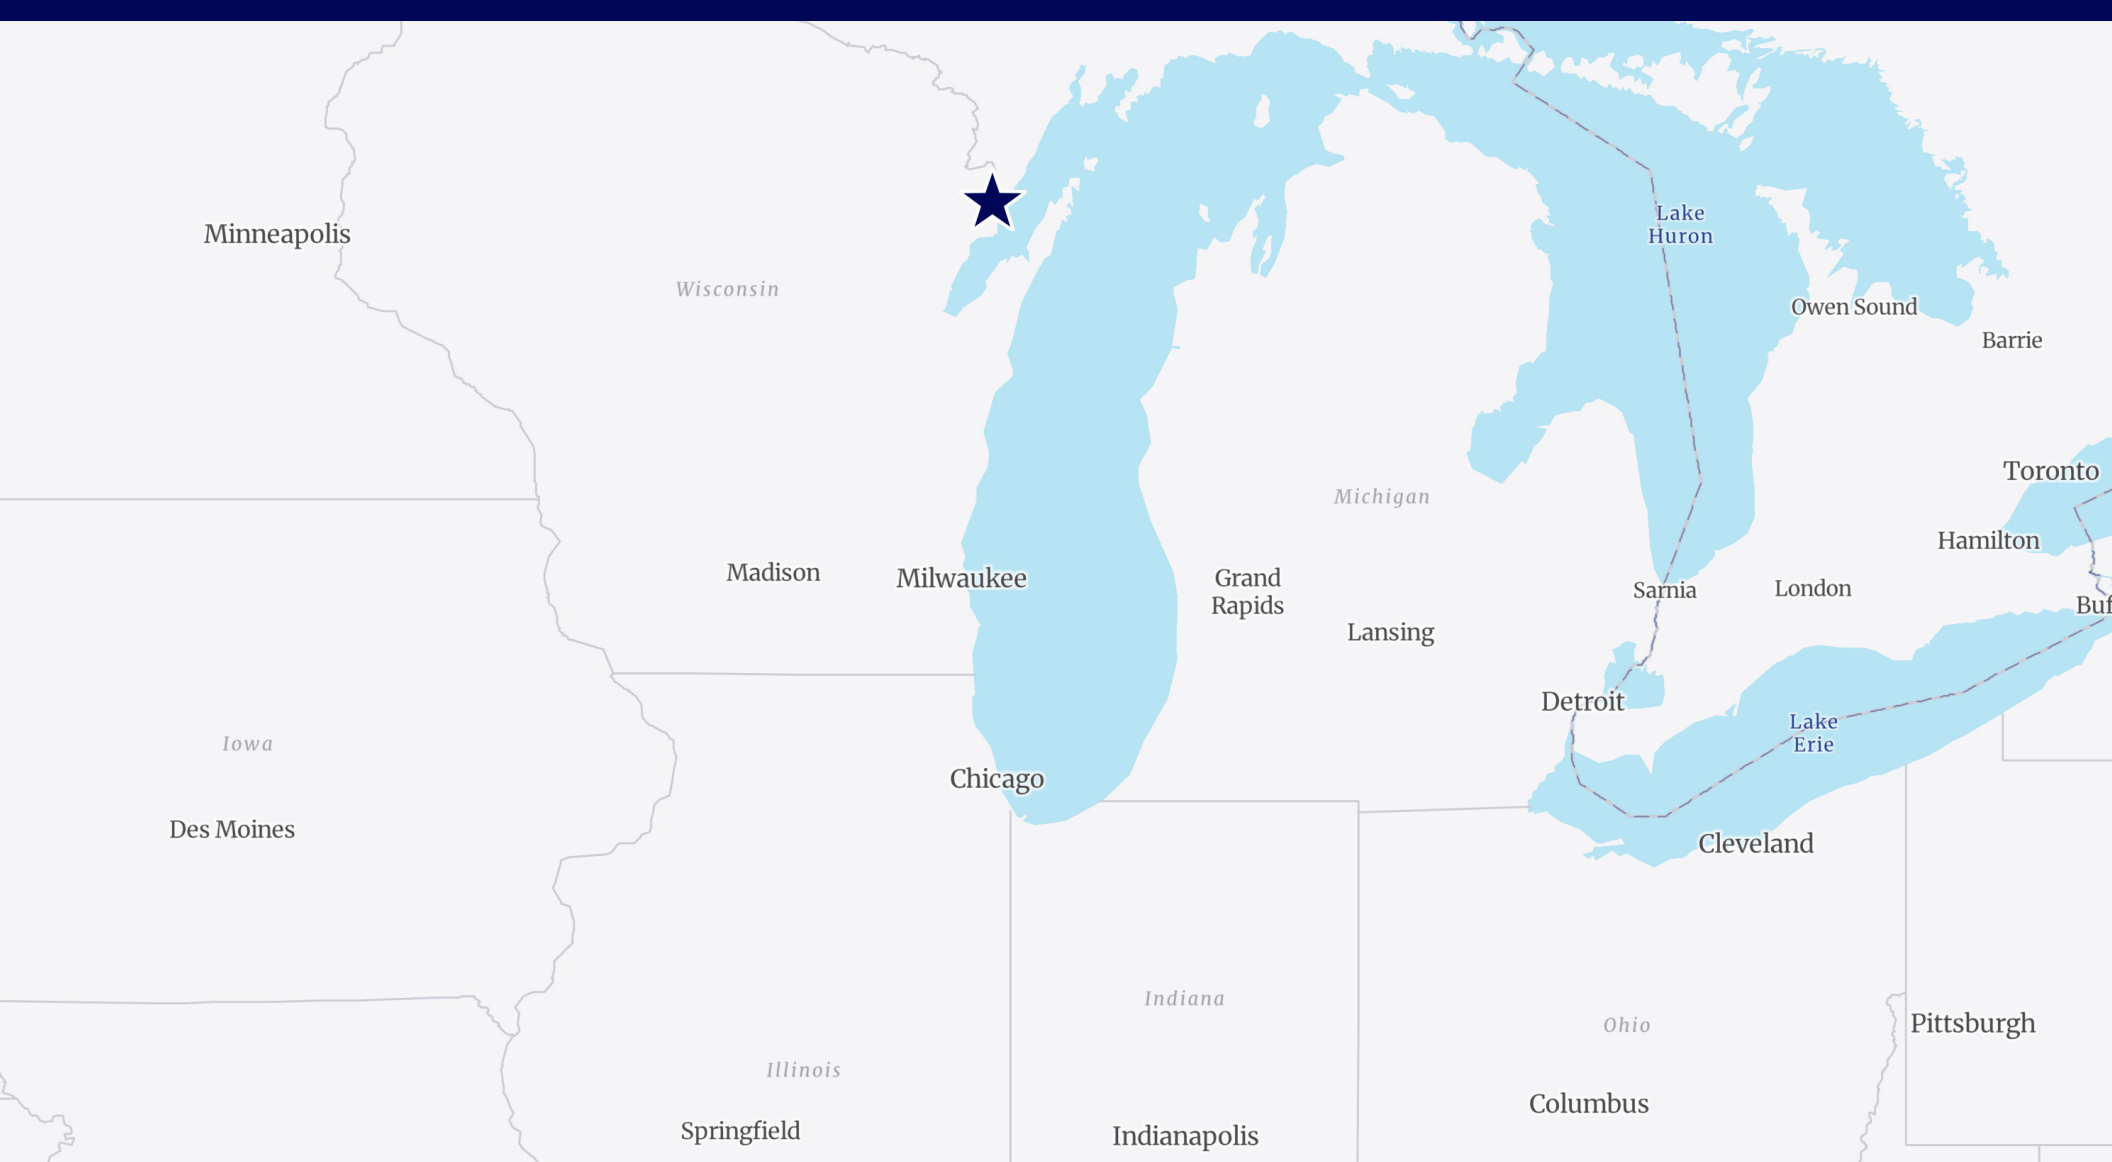 Lake
Huron
Minneapolis
Wisconsin
Owen Sound
Barrie
Toronto
Michigan
Hamilton
Madison
Milwaukee
Grand
Rapids
Sarnia
London
Buf
Lansing
Detroit
Lake
Erie
Iowa
Chicago
Des Moines
Cleveland
Indiana
Ohio
Pittsburgh
Illinois
Columbus
Springfield
Indianapolis